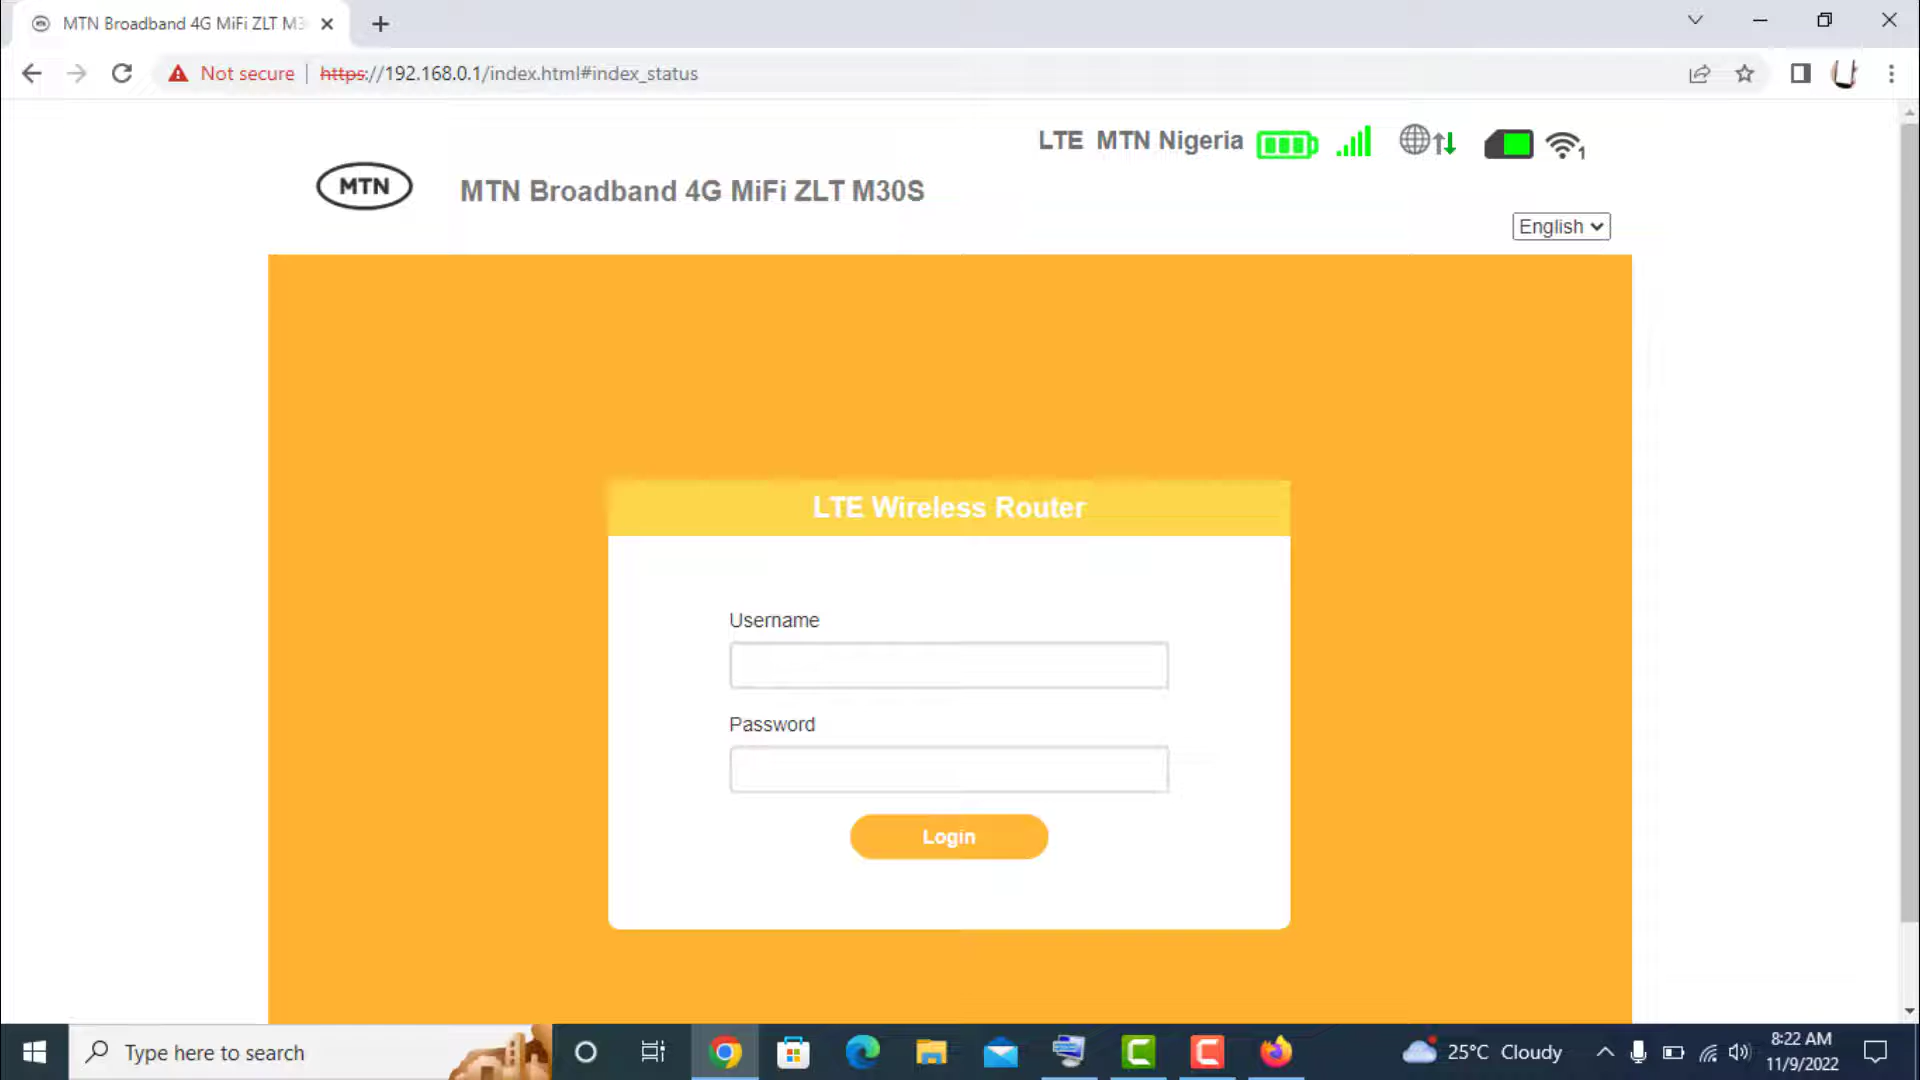 MTN Broadband 4G MiFi ZLT M3
Not secure
https://192.168.0.1/index.html#index_status
LTE MTN Nigeria
1
MTN
MTN Broadband 4G MiFi ZLT M30S
English
LTE Wireless Router
Username
Password
Login
Type here to search
25°C Cloudy
8:22 AM
11/9/2022